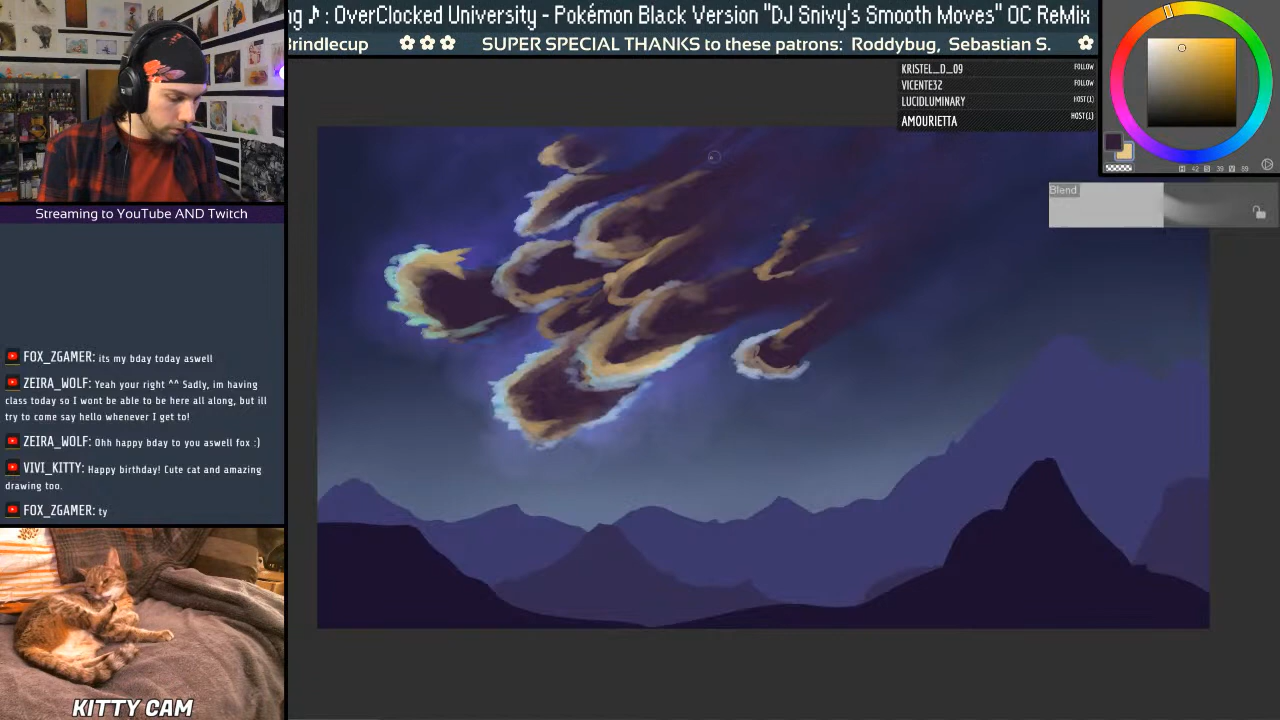 ng ♪ : OverClocked University - Pokémon Black Version "DJ Snivy's Smooth Moves" OC ReMix
Brindlecup ✿ ✿ ✿ SUPER SPECIAL THANKS to these patrons: Roddybug, Sebastian S. ✿
KRISTEL_D_09 FOLLOW
VICENTE32 FOLLOW
LUCIDLUMINARY HOST(1)
AMOURIETTA HOST(1)
Blend
Streaming to YouTube AND Twitch
FOX_ZGAMER: its my bday today aswell
ZEIRA_WOLF: Yeah your right ^^ Sadly, im having
class today so I wont be able to be here all along, but ill
try to come say hello whenever I get to!
ZEIRA_WOLF: Ohh happy bday to you aswell fox :)
VIVI_KITTY: Happy birthday! Cute cat and amazing
drawing too.
FOX_ZGAMER: ty
KITTY CAM